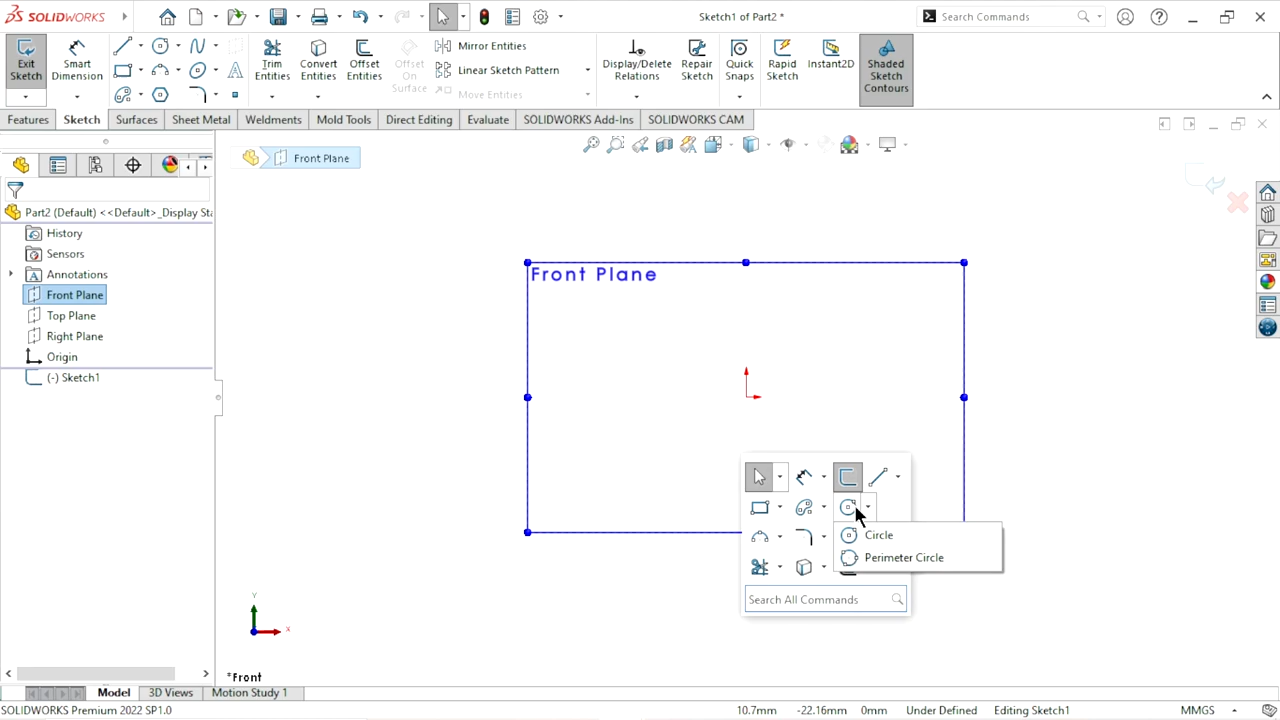 SOLIDWORKS
Sketch1 of Part2 *
Search Commands
Exit Sketch
Smart Dimension
Trim Entities
Convert Entities
Offset Entities
Offset On Surface
Mirror Entities
Linear Sketch Pattern
Move Entities
Display/Delete Relations
Repair Sketch
Quick Snaps
Rapid Sketch
Instant2D
Shaded Sketch Contours
Features
Sketch
Surfaces
Sheet Metal
Weldments
Mold Tools
Direct Editing
Evaluate
SOLIDWORKS Add-Ins
SOLIDWORKS CAM
Front Plane
Part2 (Default) <<Default>_Display Sta
History
Sensors
Annotations
Front Plane
Top Plane
Right Plane
Origin
(-) Sketch1
Front Plane
Circle
Perimeter Circle
Search All Commands
Y
X
*Front
Model
3D Views
Motion Study 1
SOLIDWORKS Premium 2022 SP1.0
10.7mm
-22.16mm
0mm
Under Defined
Editing Sketch1
MMGS